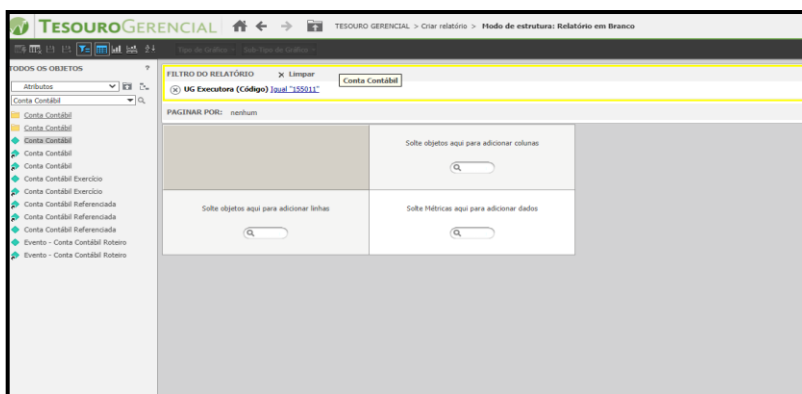 TESOUROGERENCIAL
TESOURO GERENCIAL > Criar relatório > Modo de estrutura: Relatório em Branco
Tipo de Gráfico Sub-Tipo de Gráfico
TODOS OS OBJETOS ?
Atributos
Conta Contábil
Conta Contábil
Conta Contábil
Conta Contábil
Conta Contábil
Conta Contábil
Conta Contábil Exercício
Conta Contábil Exercício
Conta Contábil Referenciada
Conta Contábil Referenciada
Conta Contábil Referenciada
Evento - Conta Contábil Roteiro
Evento - Conta Contábil Roteiro
FILTRO DO RELATÓRIO x Limpar
Conta Contábil
UG Executora (Código) Igual "155011"
PAGINAR POR: nenhum
Solte objetos aqui para adicionar colunas
Solte objetos aqui para adicionar linhas
Solte Métricas aqui para adicionar dados